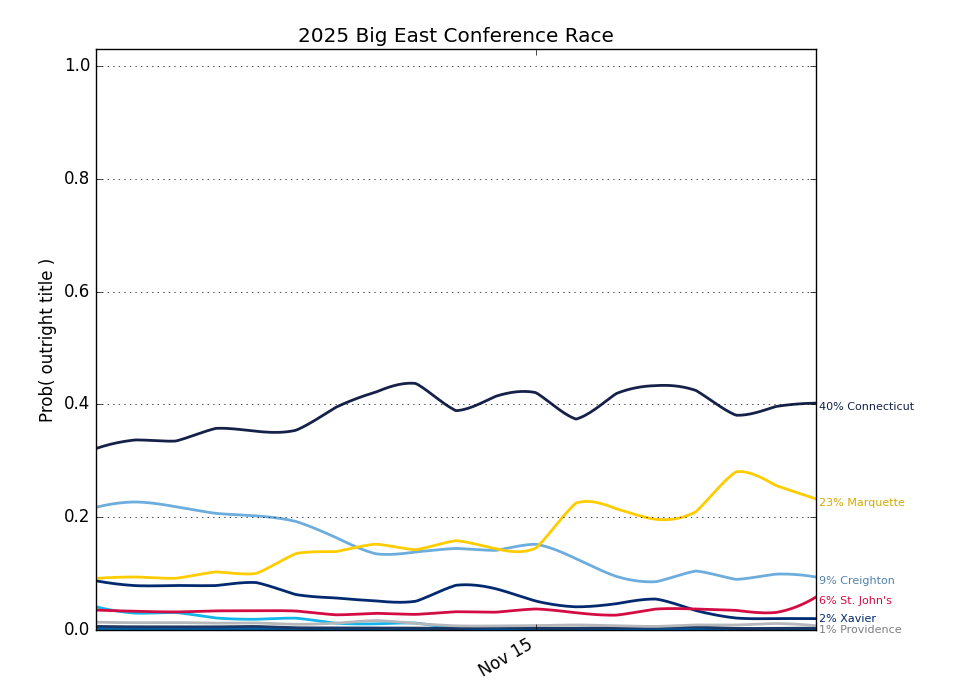 2025 Big East Conference Race
1.0
0.8
0.6
0.4
0.2
0.0
Prob( outright title )
Nov 15
40% Connecticut
23% Marquette
9% Creighton
6% St. John's
2% Xavier
1% Providence